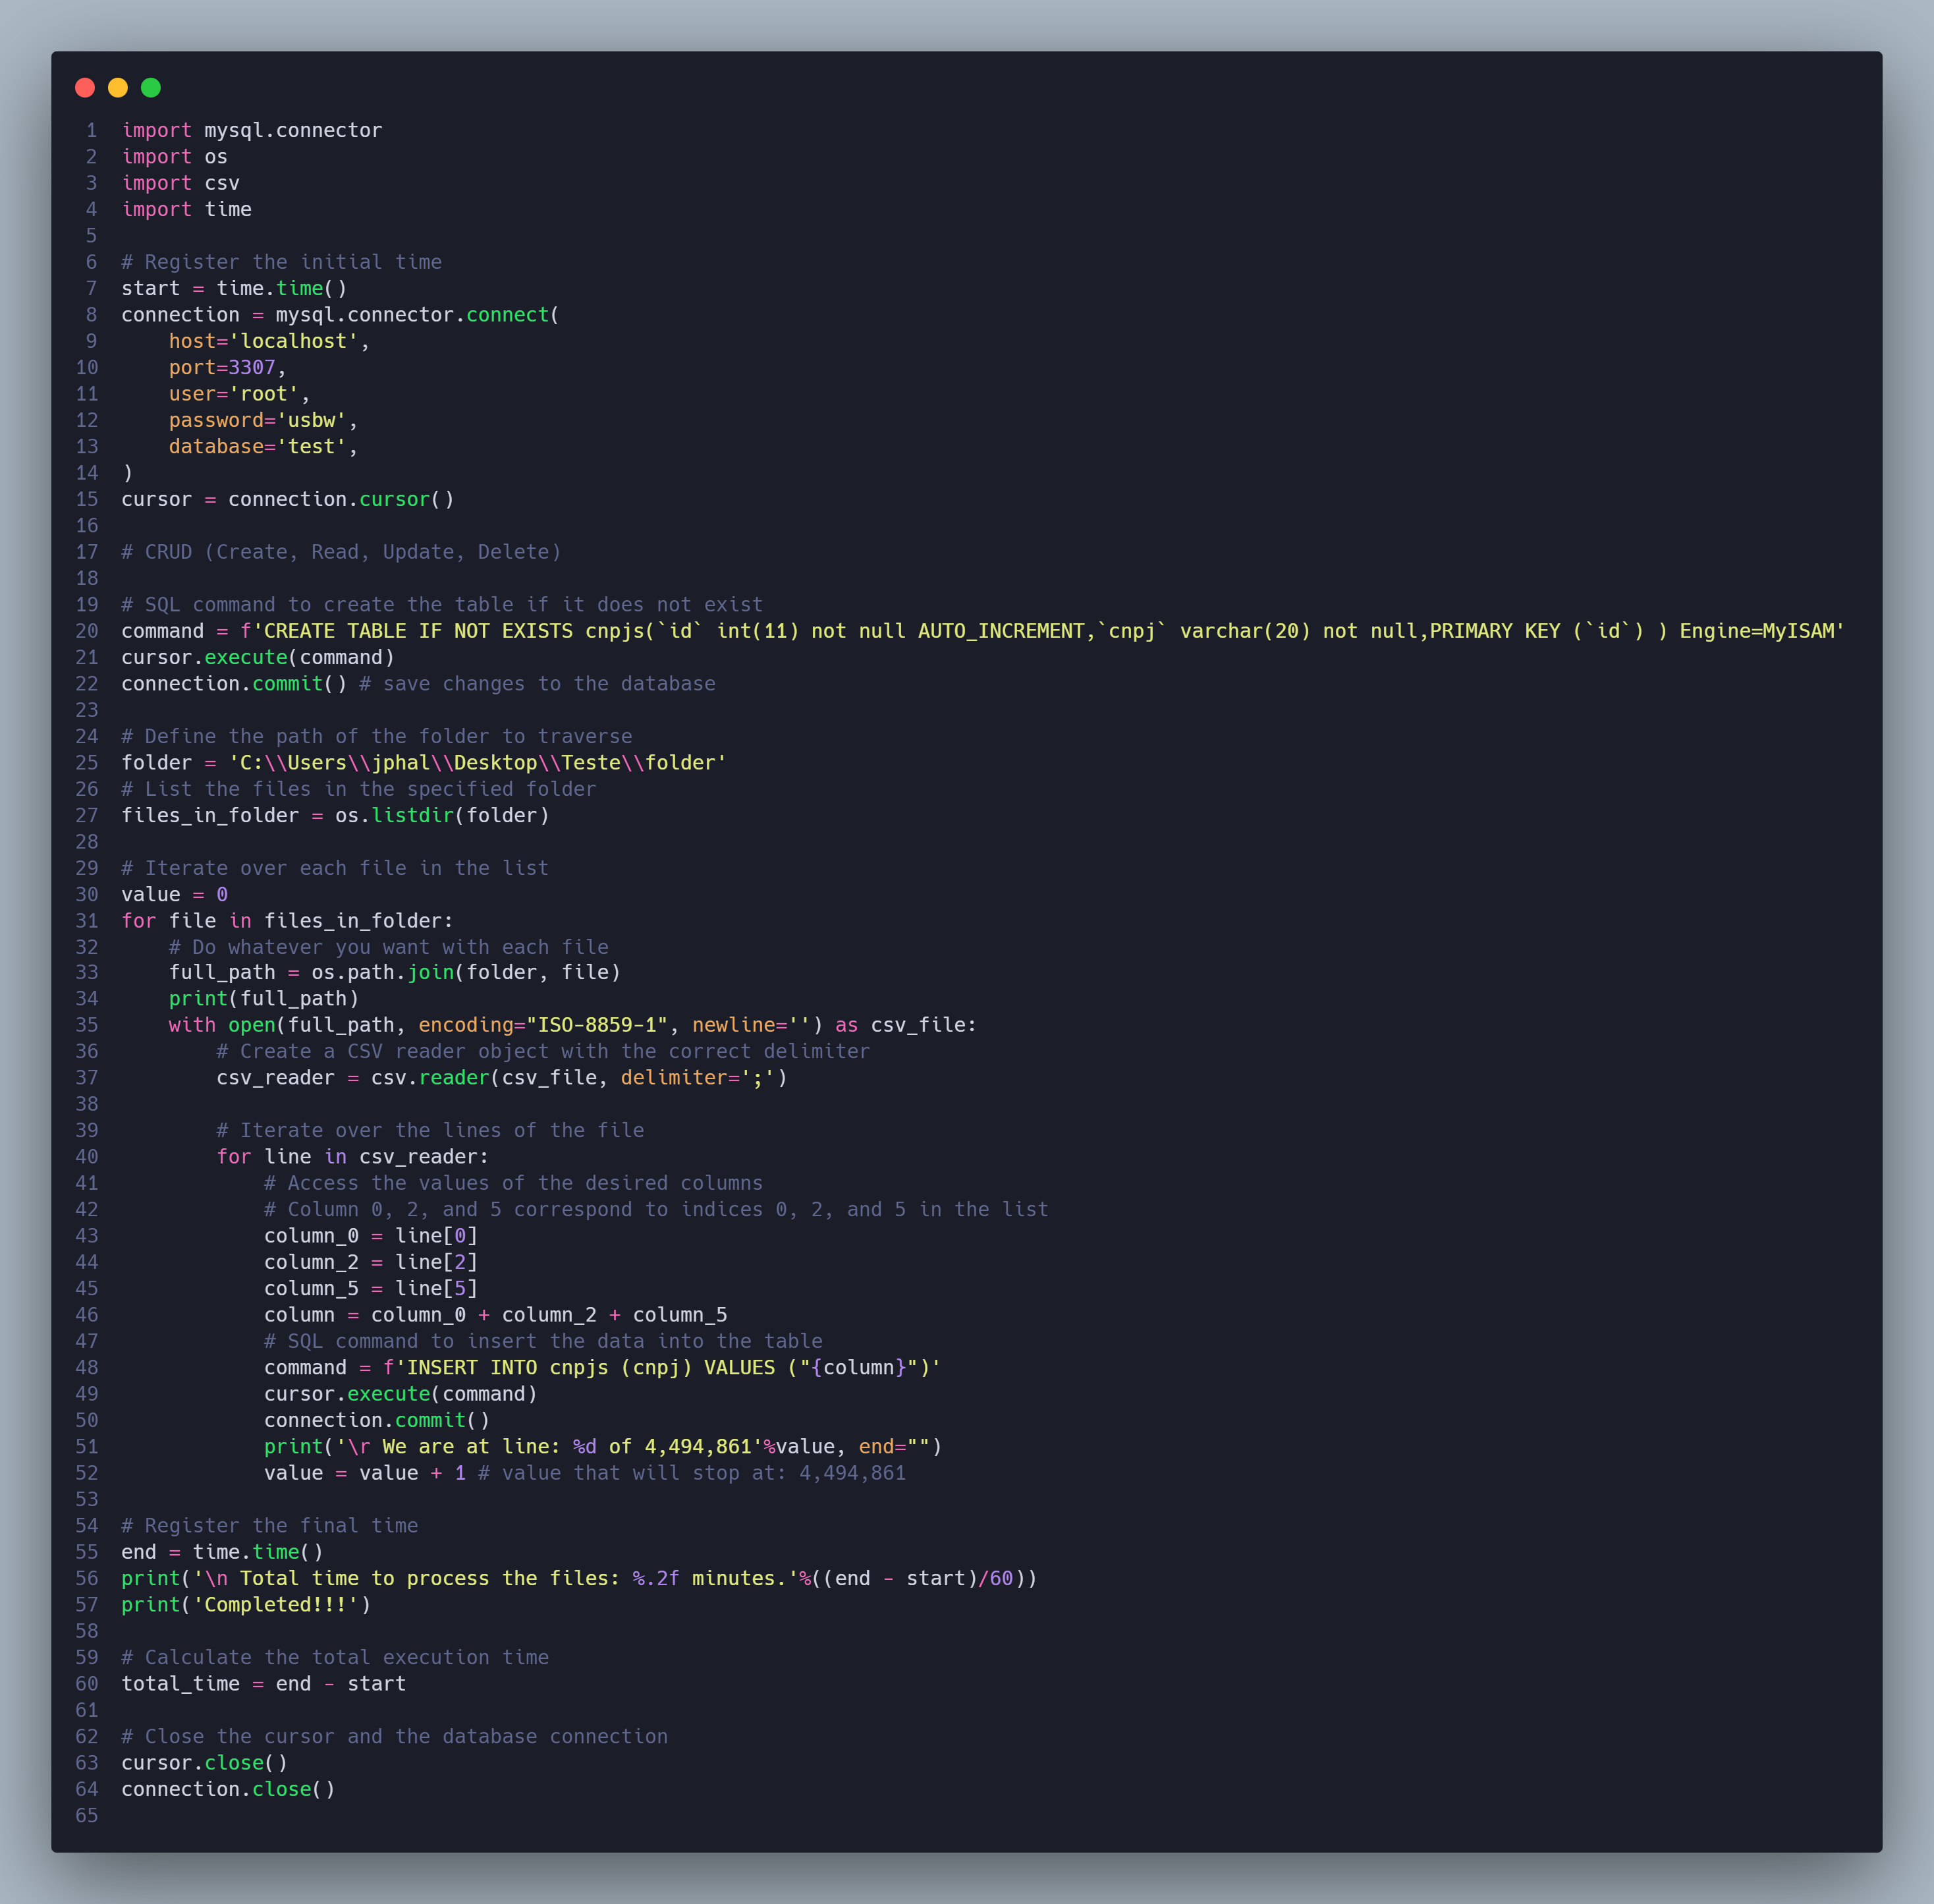 1 import mysql.connector
2 import os
3 import csv
4 import time
5
6 # Register the initial time
7 start = time.time()
8 connection = mysql.connector.connect(
9     host='localhost',
10     port=3307,
11     user='root',
12     password='usbw',
13     database='test',
14 )
15 cursor = connection.cursor()
16
17 # CRUD (Create, Read, Update, Delete)
18
19 # SQL command to create the table if it does not exist
20 command = f'CREATE TABLE IF NOT EXISTS cnpjs(`id` int(11) not null AUTO_INCREMENT,`cnpj` varchar(20) not null,PRIMARY KEY (`id`) ) Engine=MyISAM'
21 cursor.execute(command)
22 connection.commit() # save changes to the database
23
24 # Define the path of the folder to traverse
25 folder = 'C:\\Users\\jphal\\Desktop\\Teste\\folder'
26 # List the files in the specified folder
27 files_in_folder = os.listdir(folder)
28
29 # Iterate over each file in the list
30 value = 0
31 for file in files_in_folder:
32     # Do whatever you want with each file
33     full_path = os.path.join(folder, file)
34     print(full_path)
35     with open(full_path, encoding="ISO-8859-1", newline='') as csv_file:
36         # Create a CSV reader object with the correct delimiter
37         csv_reader = csv.reader(csv_file, delimiter=';')
38
39         # Iterate over the lines of the file
40         for line in csv_reader:
41             # Access the values of the desired columns
42             # Column 0, 2, and 5 correspond to indices 0, 2, and 5 in the list
43             column_0 = line[0]
44             column_2 = line[2]
45             column_5 = line[5]
46             column = column_0 + column_2 + column_5
47             # SQL command to insert the data into the table
48             command = f'INSERT INTO cnpjs (cnpj) VALUES ("{column}")'
49             cursor.execute(command)
50             connection.commit()
51             print('\r We are at line: %d of 4,494,861'%value, end="")
52             value = value + 1 # value that will stop at: 4,494,861
53
54 # Register the final time
55 end = time.time()
56 print('\n Total time to process the files: %.2f minutes.'%((end - start)/60))
57 print('Completed!!!')
58
59 # Calculate the total execution time
60 total_time = end - start
61
62 # Close the cursor and the database connection
63 cursor.close()
64 connection.close()
65